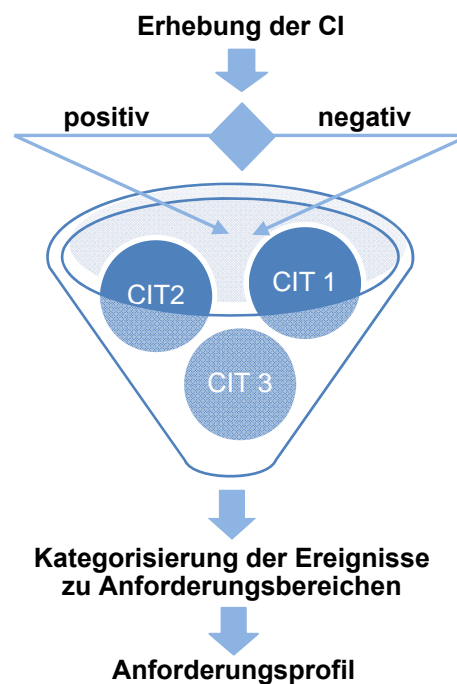 Erhebung der CI
positiv negativ
CIT2 CIT 1
CIT 3
Kategorisierung der Ereignisse
zu Anforderungsbereichen
Anforderungsprofil